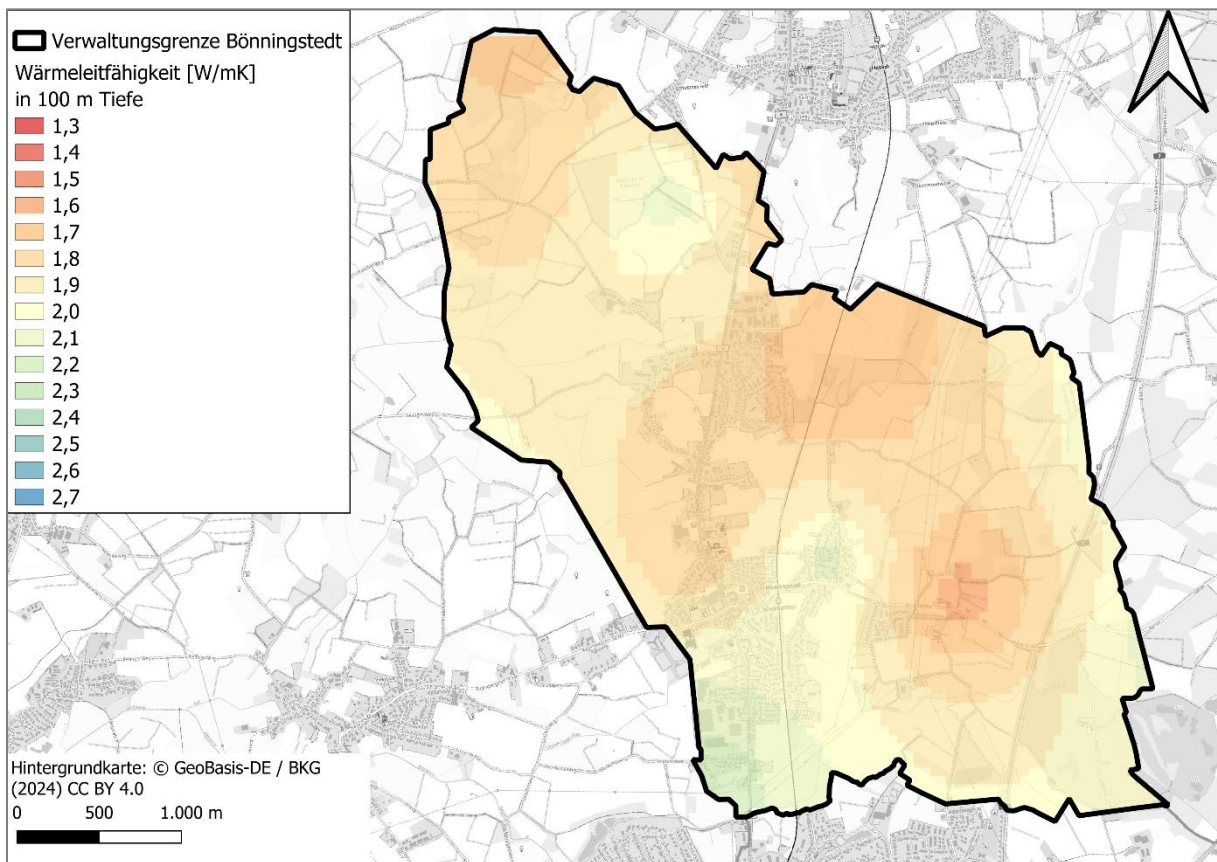 Verwaltungsgrenze Bönningstedt
Wärmeleitfähigkeit [W/mK]
in 100 m Tiefe
1,3
1,4
1,5
1,6
1,7
1,8
1,9
2,0
2,1
2,2
2,3
2,4
2,5
2,6
2,7
Hintergrundkarte: © GeoBasis-DE / BKG
(2024) CC BY 4.0
0 500 1.000 m